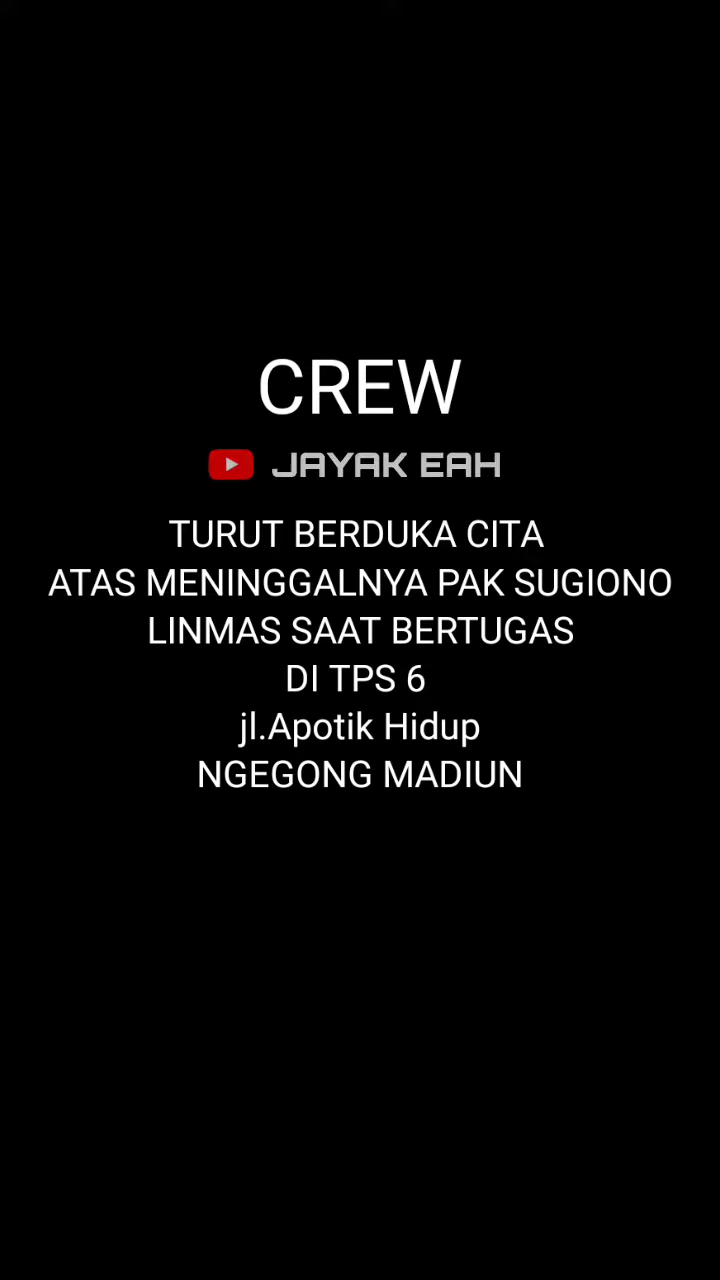 CREW
JAYAK EAH
TURUT BERDUKA CITA
ATAS MENINGGALNYA PAK SUGIONO
LINMAS SAAT BERTUGAS
DI TPS 6
jl.Apotik Hidup
NGEGONG MADIUN